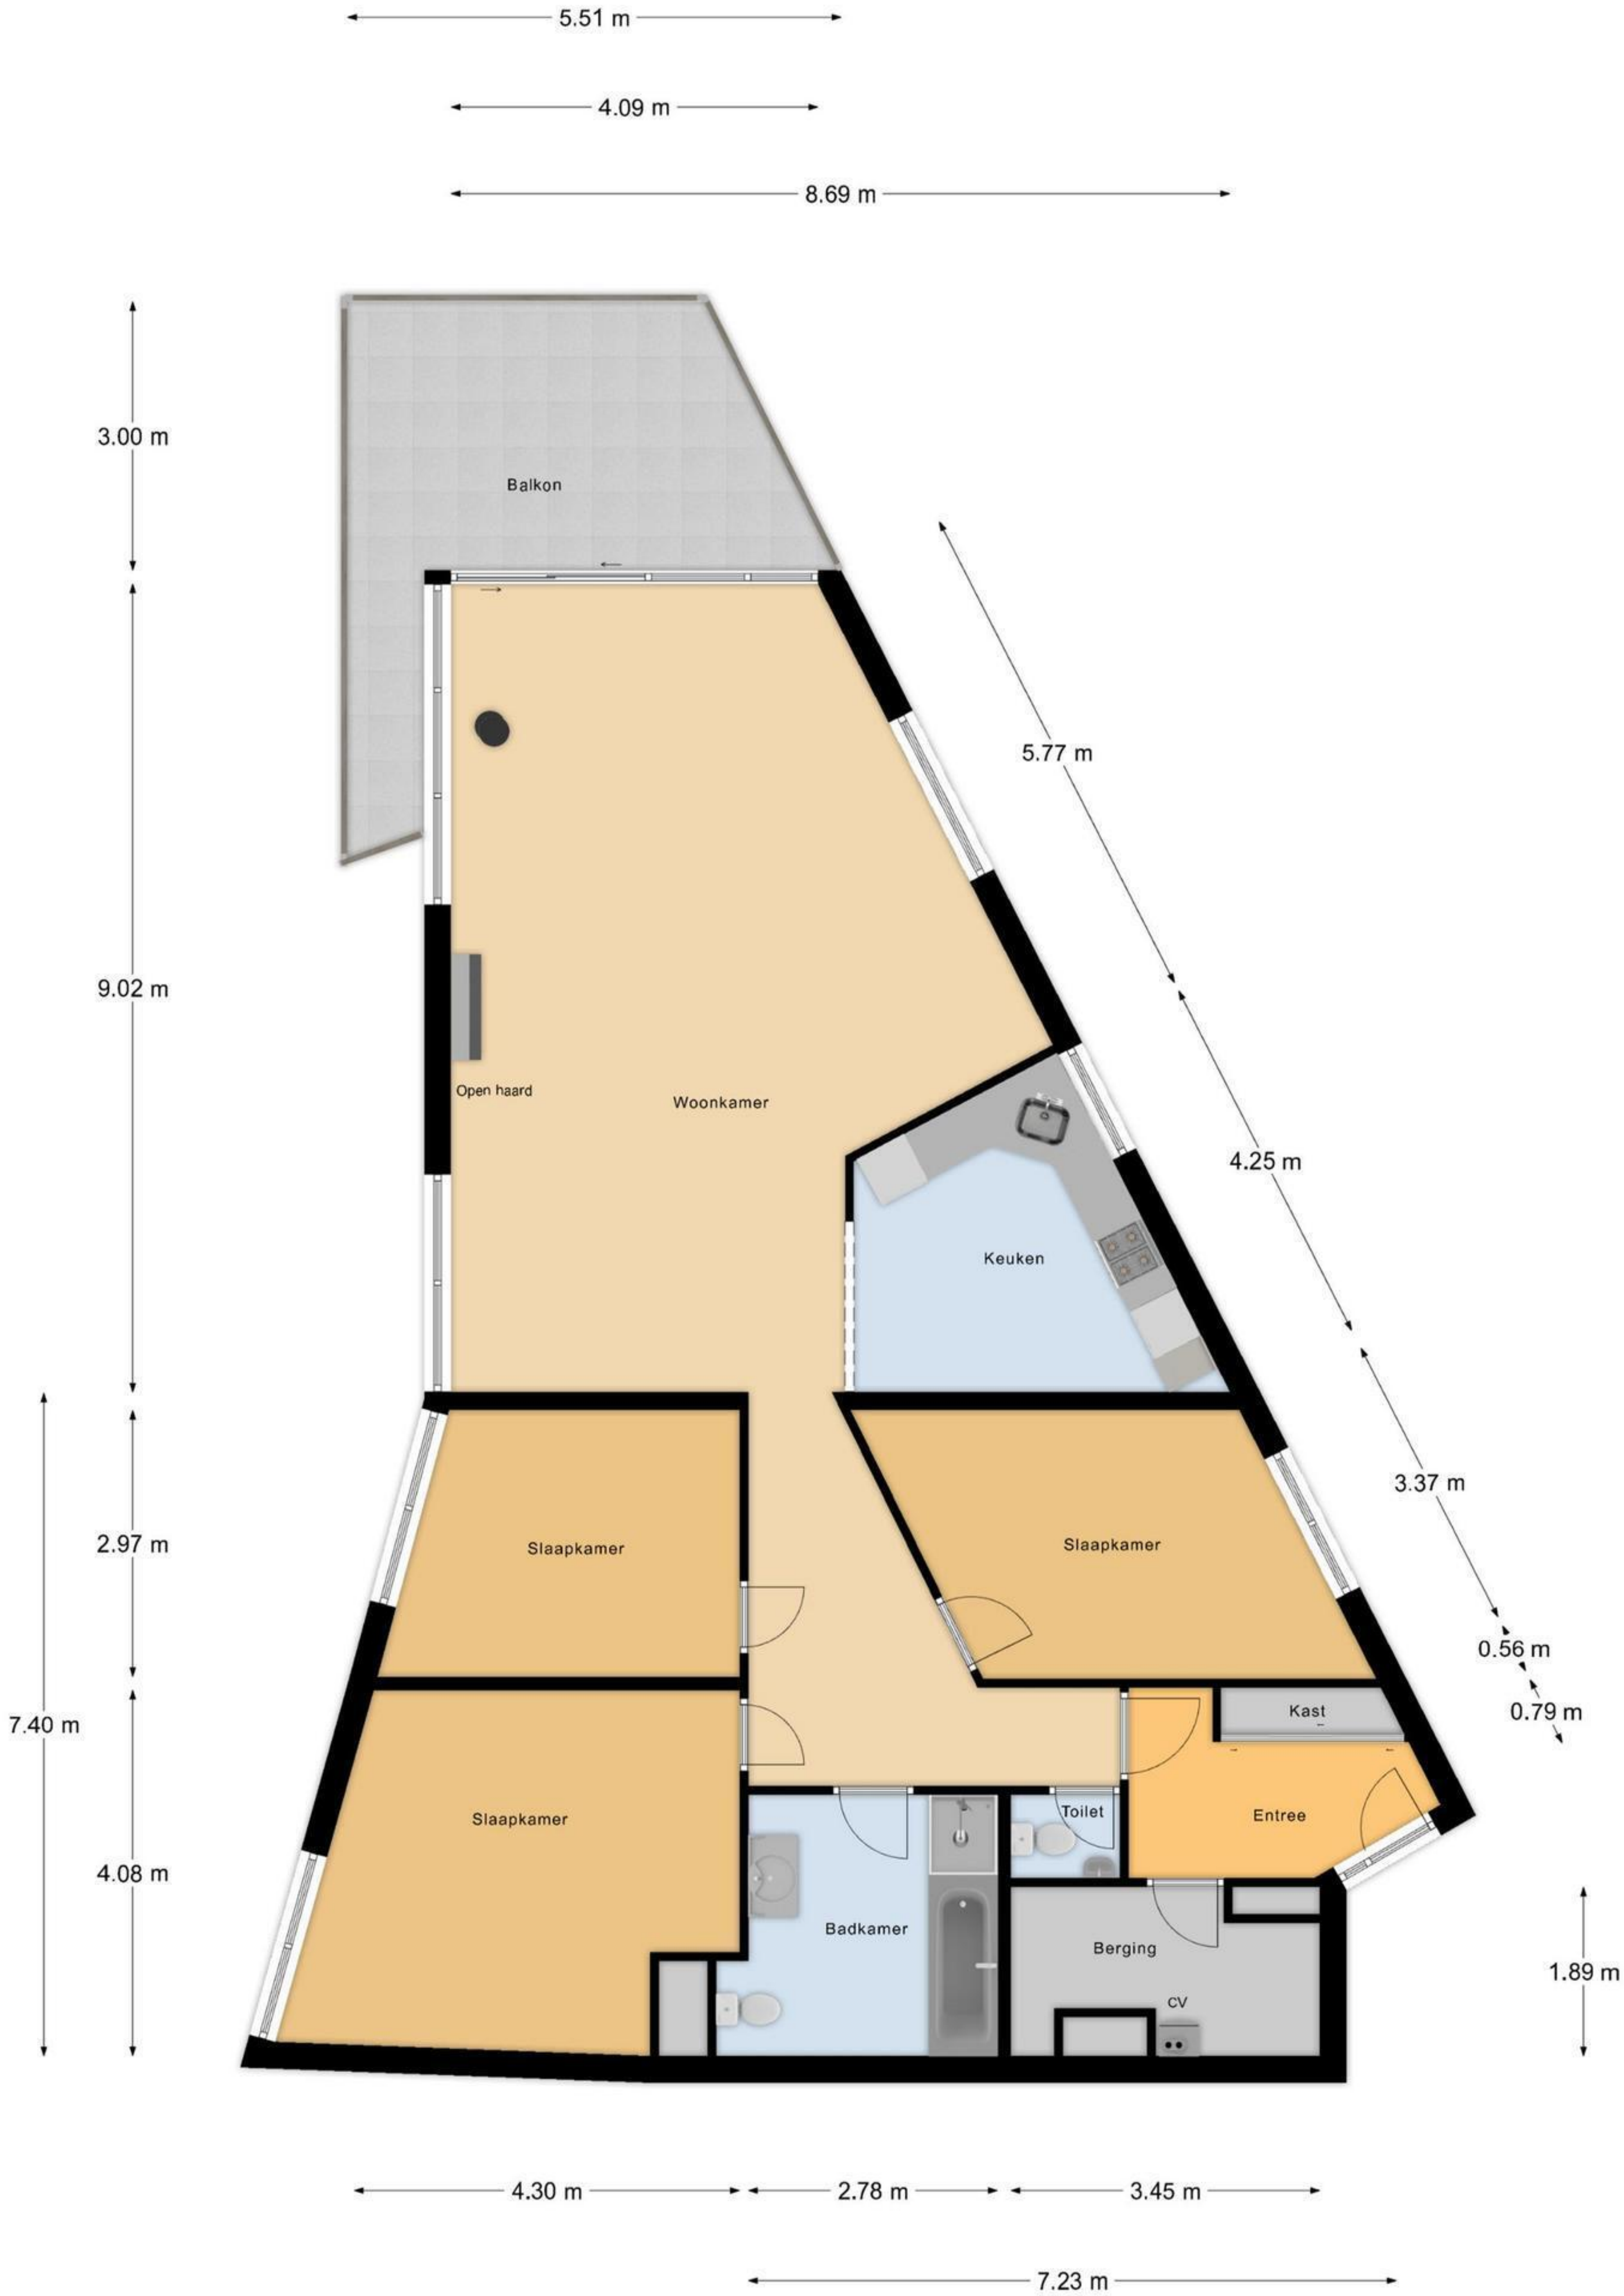 5.51 m
4.09 m
8.69 m
3.00 m
Balkon
5.77 m
9.02 m
Open haard
Woonkamer
4.25 m
Keuken
3.37 m
2.97 m
Slaapkamer
Slaapkamer
0.56 m
7.40 m
Kast
0.79 m
Slaapkamer
Toilet
Entree
4.08 m
Badkamer
Berging
1.89 m
CV
4.30 m
2.78 m
3.45 m
7.23 m